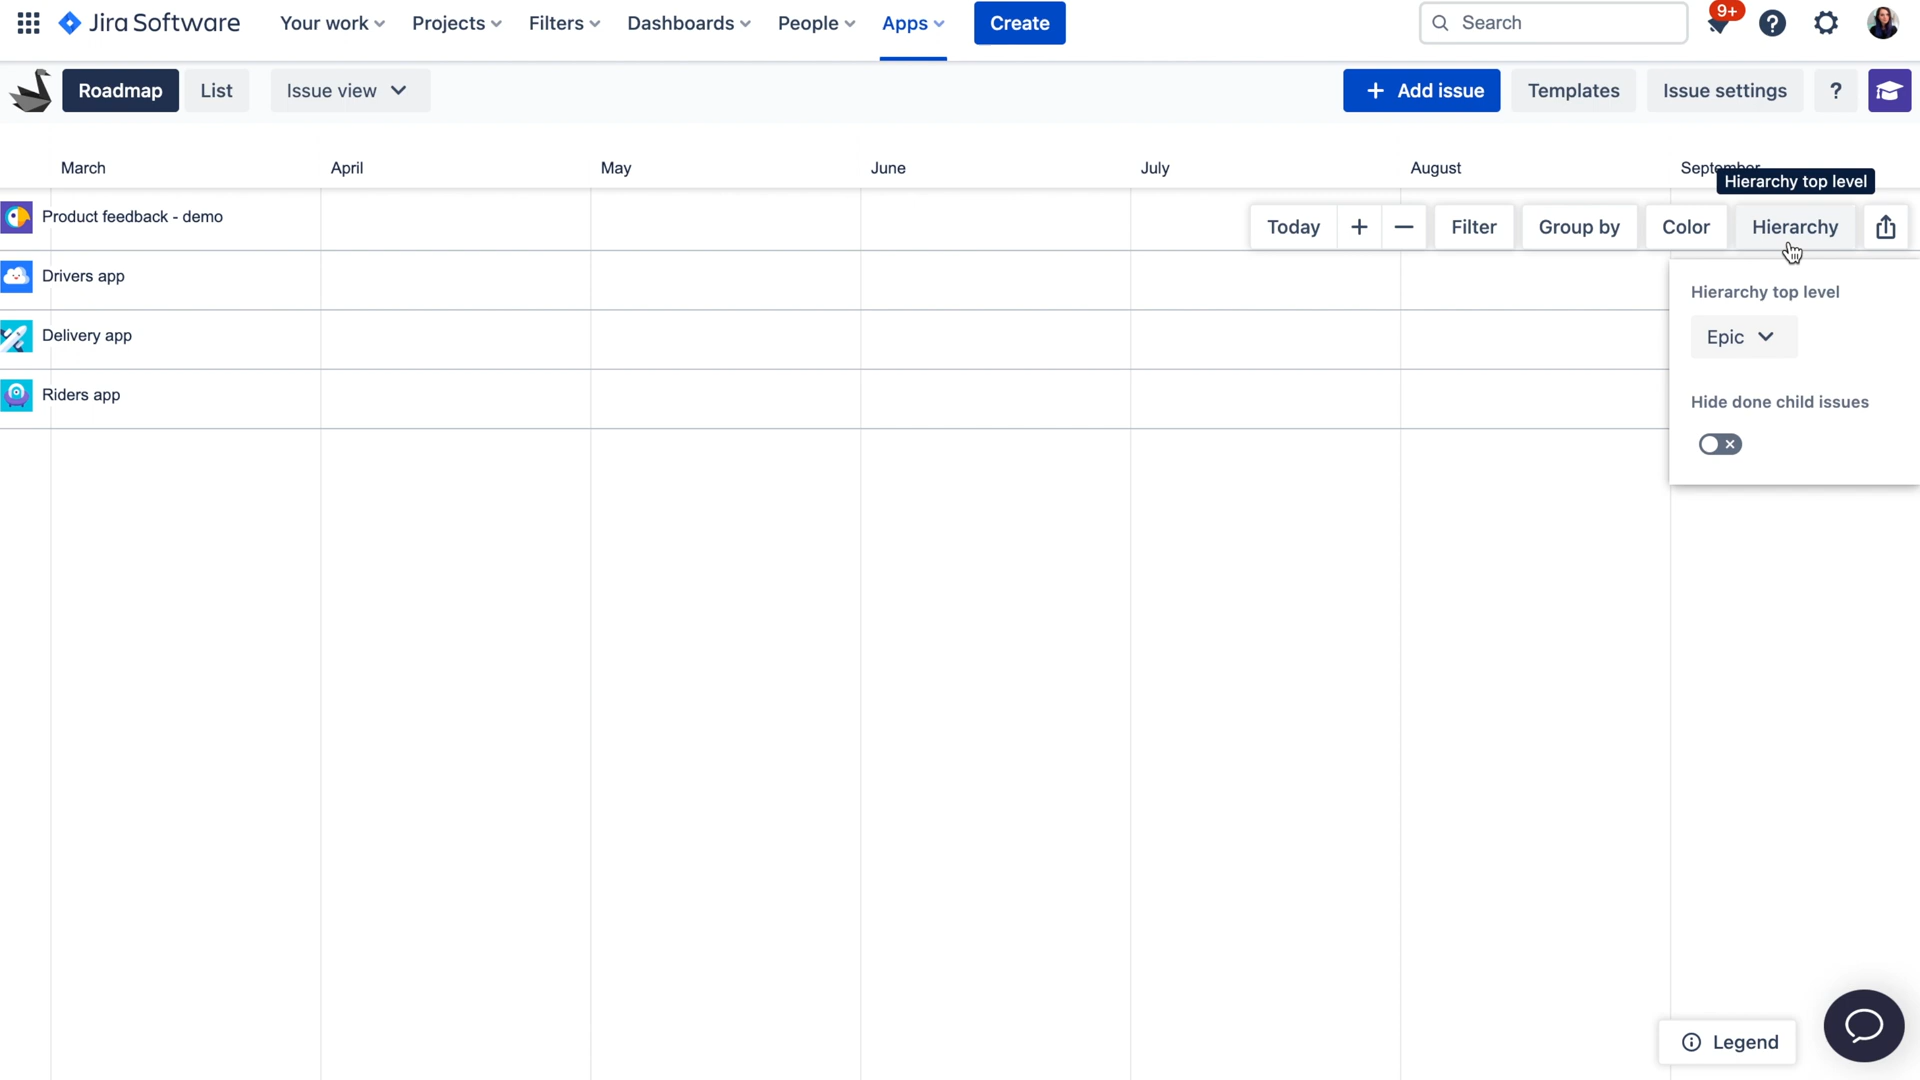 Jira Software Your work Projects Filters Dashboards People Apps Create Search 9+ ?
Roadmap List Issue view + Add issue Templates Issue settings ?
March April May June July August September
Hierarchy top level
Product feedback - demo
Today + — Filter Group by Color Hierarchy
Drivers app
Hierarchy top level
Delivery app
Epic
Riders app
Hide done child issues
Legend